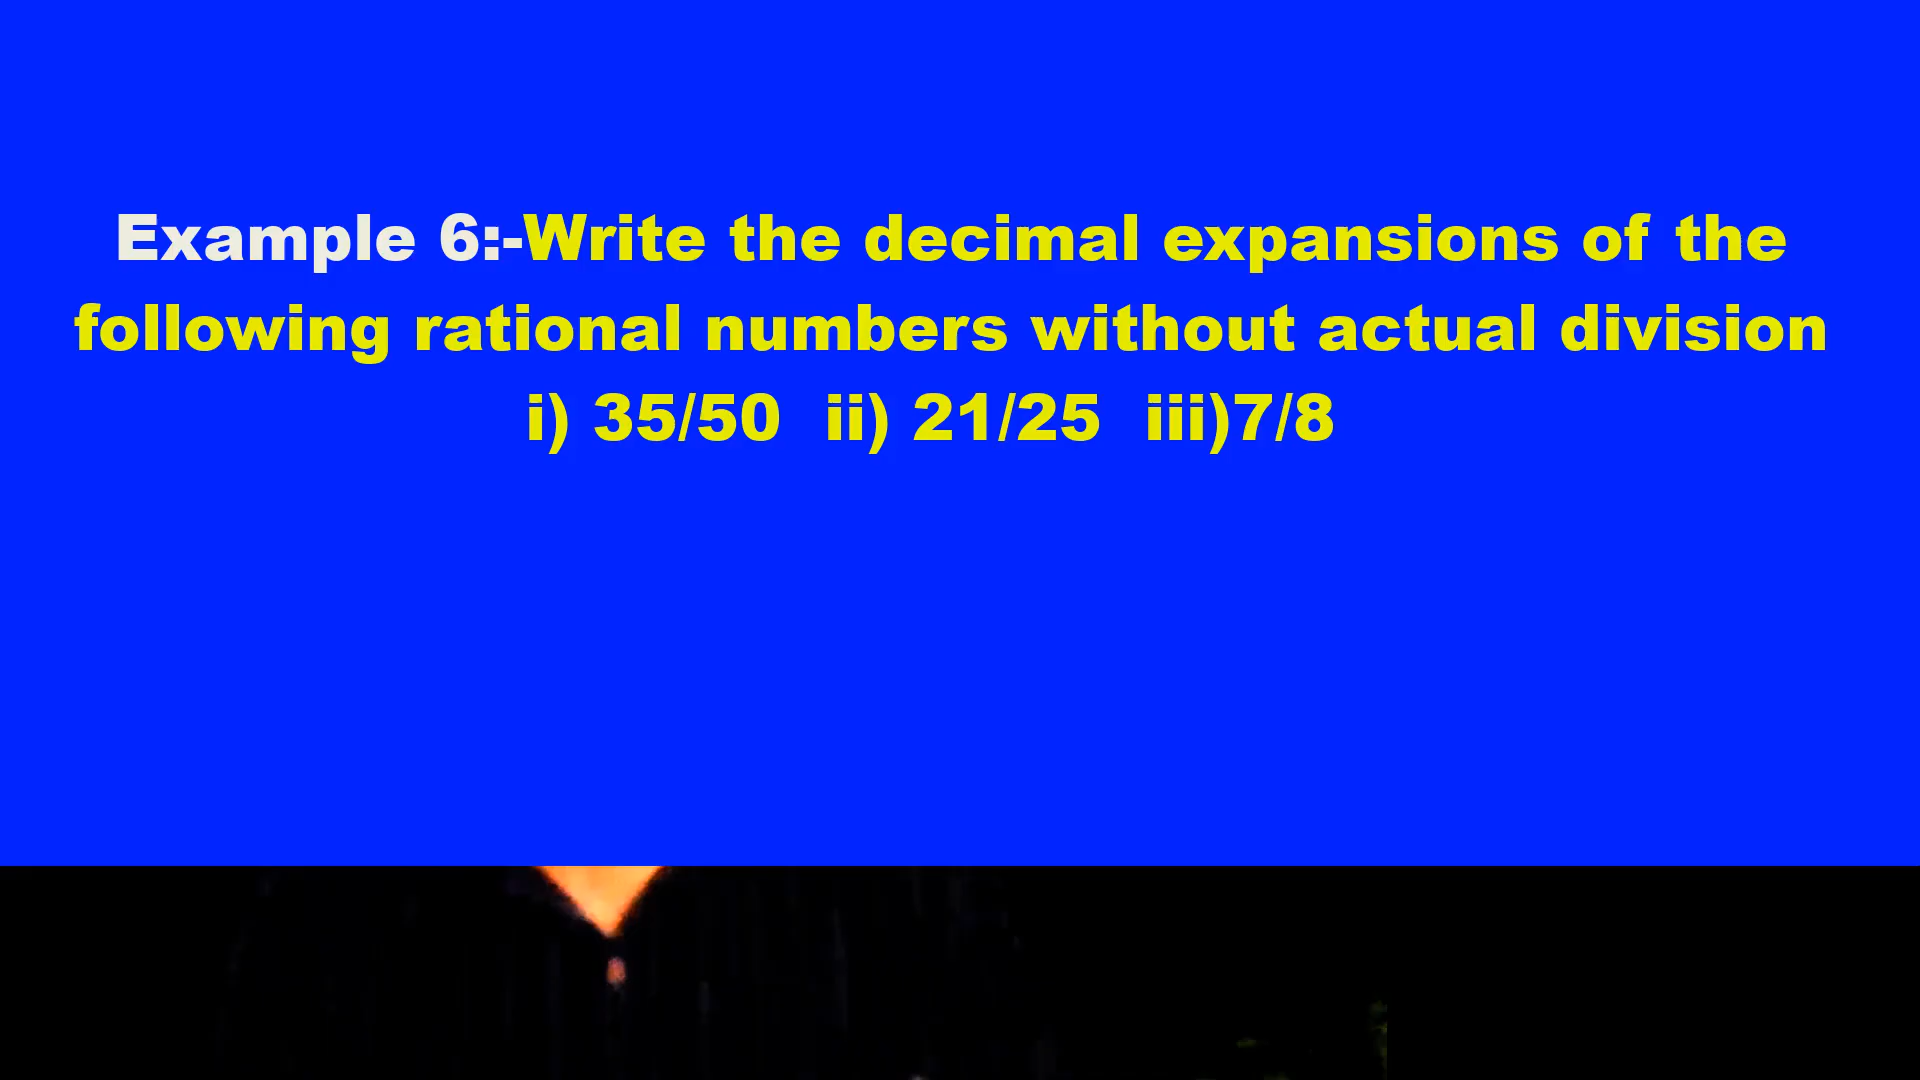 Example 6:-Write the decimal expansions of the
following rational numbers without actual division
i) 35/50  ii) 21/25  iii)7/8